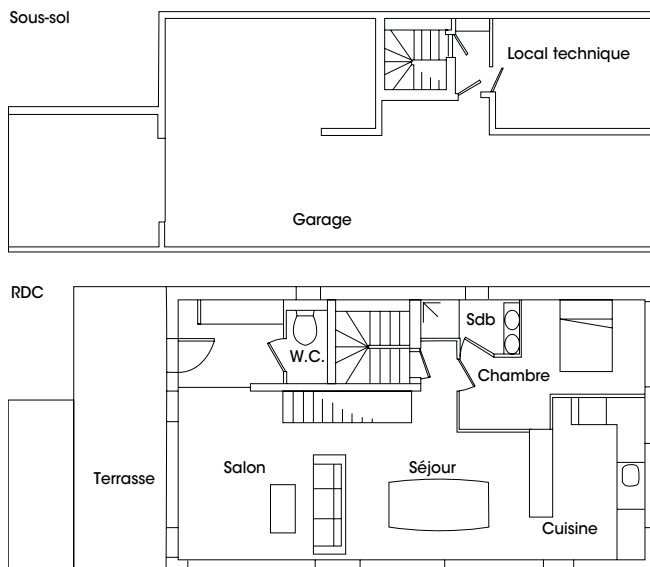 Sous-sol
Local technique
Garage
RDC
Sdb
W.C.
Chambre
Terrasse
Salon
Séjour
Cuisine